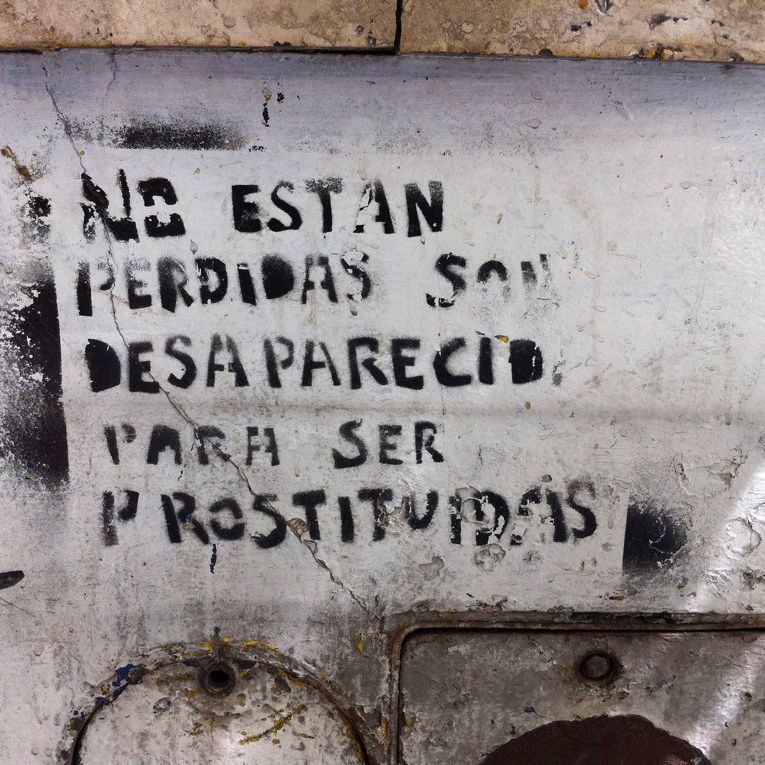 NO ESTAN
PERDIDAS SON
DESAPARECID
PARA SER
PROSTITUIDAS